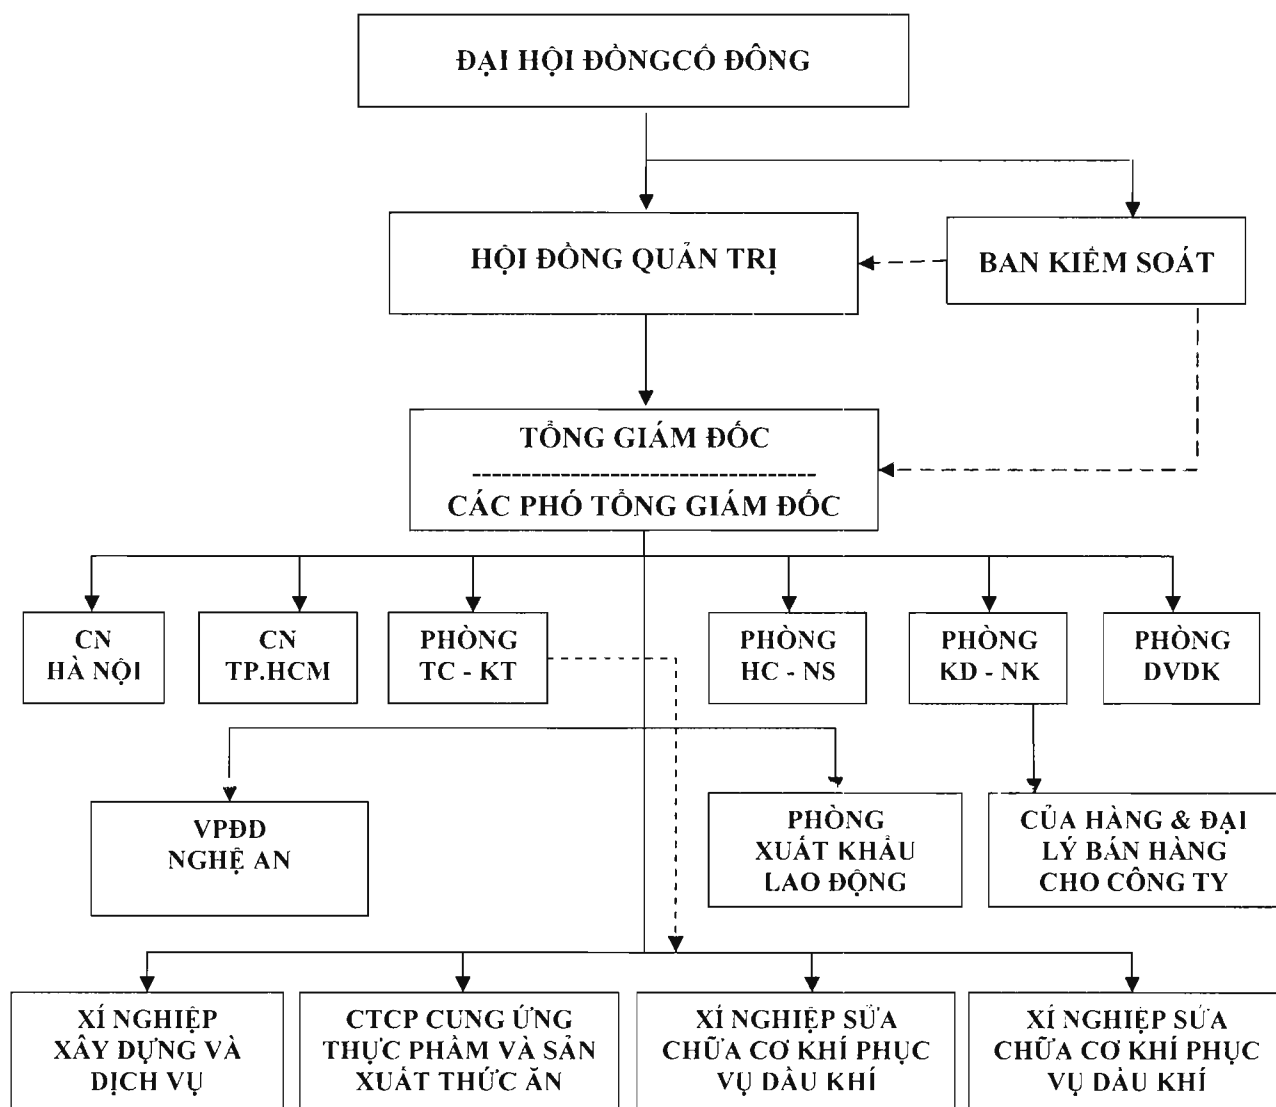 ĐẠI HỘI ĐỒNGCỔ ĐÔNG
HỘI ĐỒNG QUẢN TRỊ
BAN KIỂM SOÁT
TỔNG GIÁM ĐỐC
CÁC PHÓ TỔNG GIÁM ĐỐC
CN
HÀ NỘI
CN
TP.HCM
PHÒNG
TC - KT
PHÒNG
HC - NS
PHÒNG
KD - NK
PHÒNG
DVDK
VPĐD
NGHỆ AN
PHÒNG
XUẤT KHẨU
LAO ĐỘNG
CỦA HÀNG & ĐẠI
LÝ BÁN HÀNG
CHO CÔNG TY
XÍ NGHIỆP
XÂY DỰNG VÀ
DỊCH VỤ
CTCP CUNG ỨNG
THỰC PHẨM VÀ SẢN
XUẤT THỨC ĂN
XÍ NGHIỆP SỬA
CHỮA CƠ KHÍ PHỤC
VỤ DẦU KHÍ
XÍ NGHIỆP SỬA
CHỮA CƠ KHÍ PHỤC
VỤ DẦU KHÍ